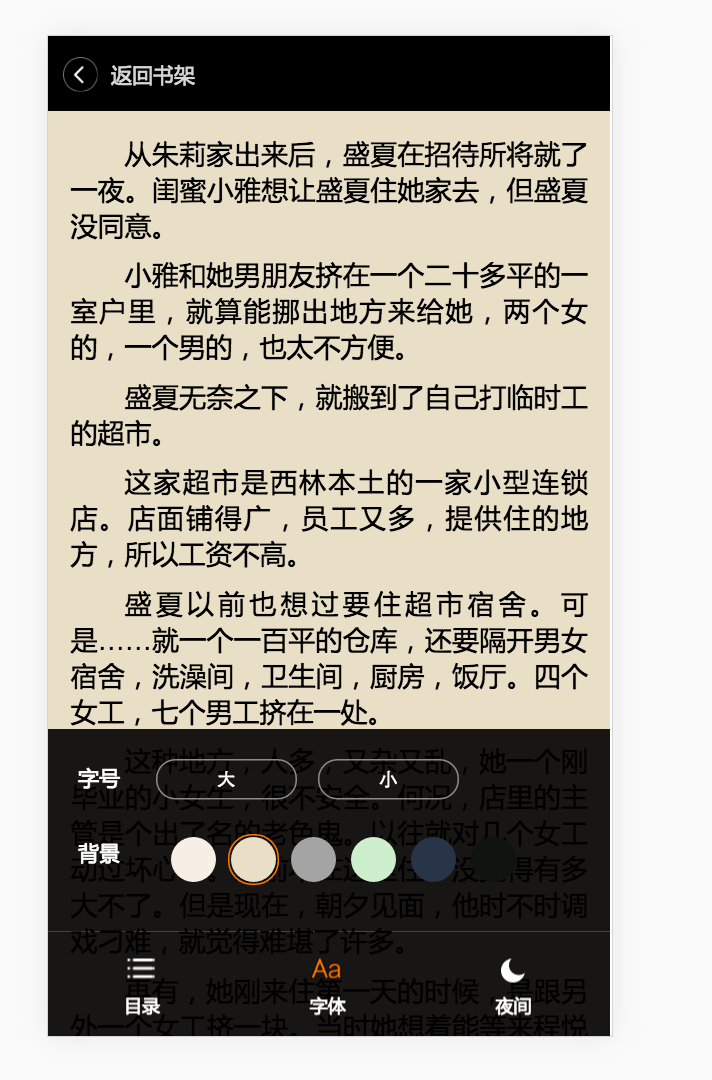 返回书架
从朱莉家出来后，盛夏在招待所将就了
一夜。闺蜜小雅想让盛夏住她家去，但盛夏
没同意。
小雅和她男朋友挤在一个二十多平的一
室户里，就算能挪出地方来给她，两个女
的，一个男的，也太不方便。
盛夏无奈之下，就搬到了自己打临时工
的超市。
这家超市是西林本土的一家小型连锁
店。店面铺得广，员工又多，提供住的地
方，所以工资不高。
盛夏以前也想过要住超市宿舍。可
是……就一个一百平的仓库，还要隔开男女
宿舍，洗澡间，卫生间，厨房，饭厅。四个
女工，七个男工挤在一处。
这种地方，人多，又杂又乱，她一个刚
毕业的小女生，很不安全。何况，店里的主
管是个出了名的老色鬼。以往就对几个女工
动过坏心
没
得有多
大不了。但是现在，朝夕见面，他时不时调
戏刁难，就觉得难堪了许多。
再有，她刚来住第一天的时候，是跟另
外一个女工挤一块。当时她想着能等来程悦
字号
大
小
背景
目录
Aa
字体
夜间